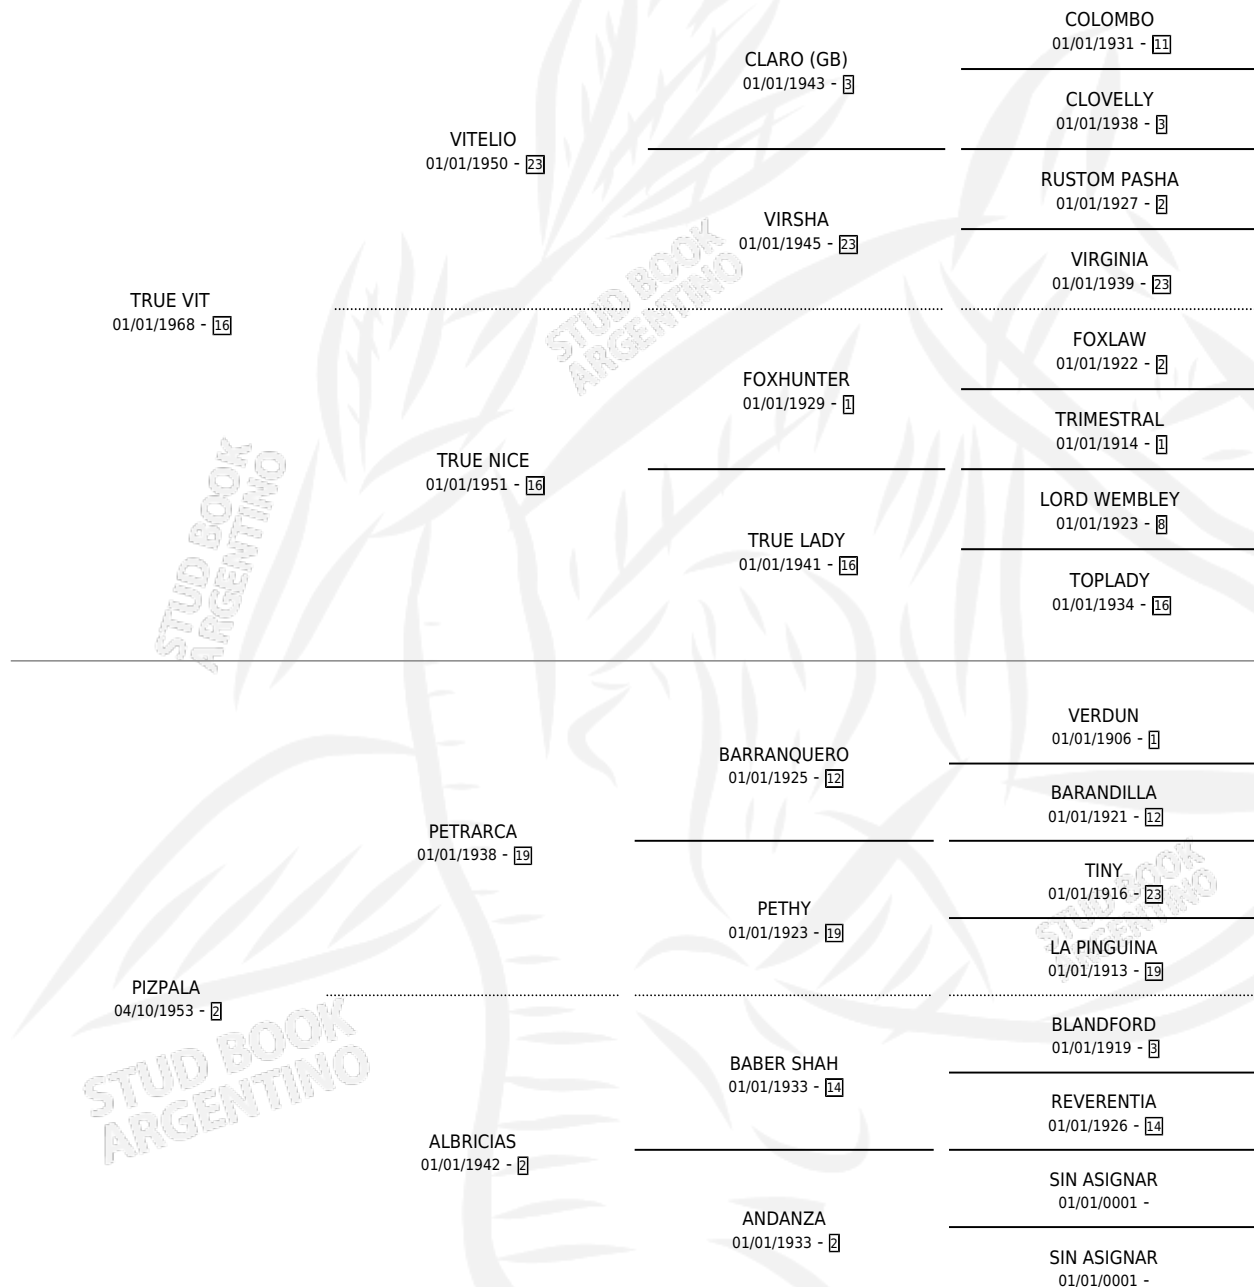 COLOMBO
01/01/1931 - 11
CLARO (GB)
01/01/1943 - 3
CLOVELLY
01/01/1938 - 3
VITELIO
01/01/1950 - 23
RUSTOM PASHA
01/01/1927 - 2
VIRSHA
01/01/1945 - 23
VIRGINIA
01/01/1939 - 23
STUD BOOK
ARGENTINO
TRUE VIT
01/01/1968 - 16
FOXLAW
01/01/1922 - 2
FOXHUNTER
01/01/1929 - 1
TRIMESTRAL
01/01/1914 - 1
TRUE NICE
01/01/1951 - 16
LORD WEMBLEY
01/01/1923 - 8
TRUE LADY
01/01/1941 - 16
TOPLADY
01/01/1934 - 16
STUD BOOK
ARGENTINO
VERDUN
01/01/1906 - 1
BARRANQUERO
01/01/1925 - 12
BARANDILLA
01/01/1921 - 12
PETRARCA
01/01/1938 - 19
TINY
01/01/1916 - 23
PETHY
01/01/1923 - 19
LA PINGUINA
01/01/1913 - 19
STUD BOOK
ARGENTINO
PIZPALA
04/10/1953 - 2
BLANDFORD
01/01/1919 - 3
BABER SHAH
01/01/1933 - 14
REVERENTIA
01/01/1926 - 14
STUD BOOK
ARGENTINO
ALBRICIAS
01/01/1942 - 2
SIN ASIGNAR
01/01/0001 -
ANDANZA
01/01/1933 - 2
SIN ASIGNAR
01/01/0001 -